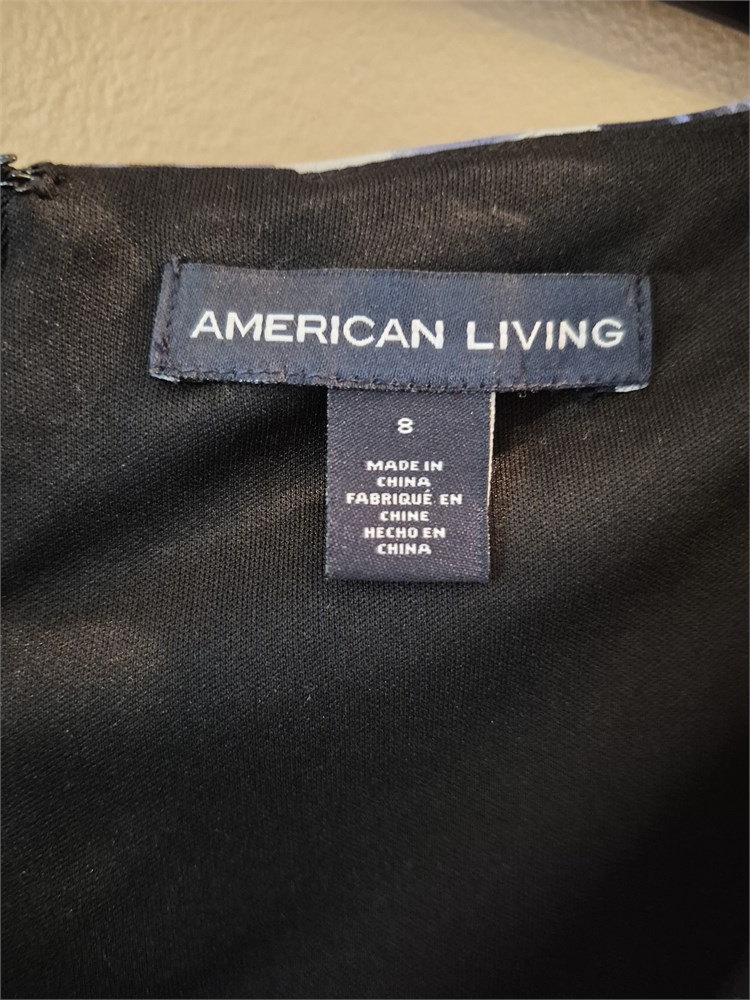 AMERICAN LIVING
8
MADE IN
CHINA
FABRIQUÉ EN
CHINE
HECHO EN
CHINA